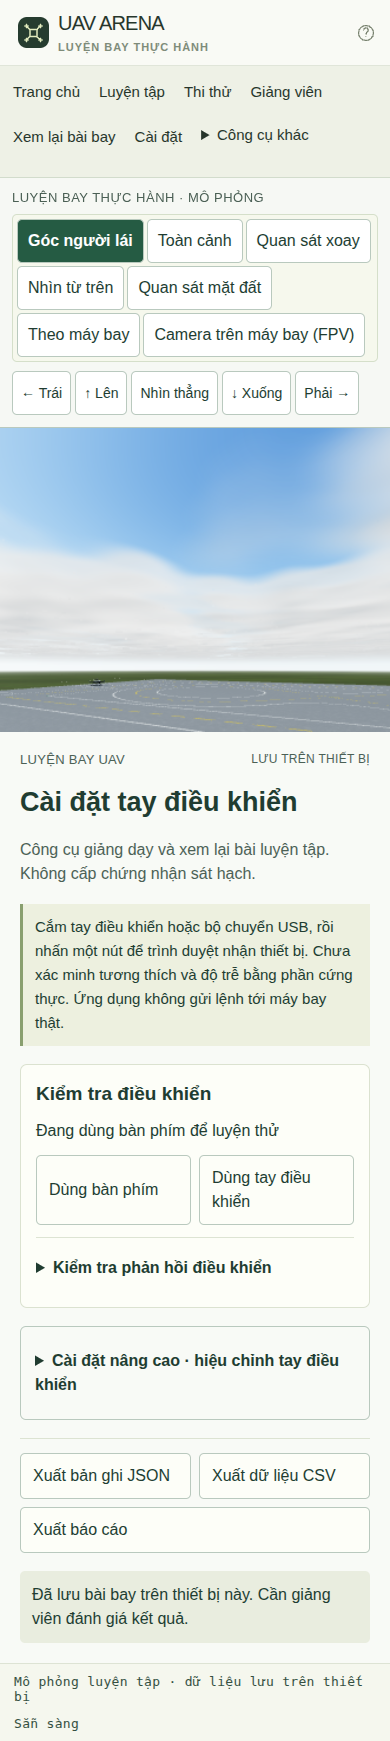 UAV ARENA
LUYỆN BAY THỰC HÀNH
Trang chủ Luyện tập Thi thử Giảng viên
Xem lại bài bay Cài đặt ▶ Công cụ khác
LUYỆN BAY THỰC HÀNH · MÔ PHỎNG
Góc người lái Toàn cảnh Quan sát xoay
Nhìn từ trên Quan sát mặt đất
Theo máy bay Camera trên máy bay (FPV)
← Trái ↑ Lên Nhìn thẳng ↓ Xuống Phải →
LUYỆN BAY UAV LƯU TRÊN THIẾT BỊ
Cài đặt tay điều khiển
Công cụ giảng dạy và xem lại bài luyện tập.
Không cấp chứng nhận sát hạch.
Cắm tay điều khiển hoặc bộ chuyển USB, rồi
nhấn một nút để trình duyệt nhận thiết bị. Chưa
xác minh tương thích và độ trễ bằng phần cứng
thực. Ứng dụng không gửi lệnh tới máy bay
thật.
Kiểm tra điều khiển
Đang dùng bàn phím để luyện thử
Dùng bàn phím
Dùng tay điều
khiển
▶ Kiểm tra phản hồi điều khiển
▶ Cài đặt nâng cao · hiệu chỉnh tay điều
khiển
Xuất bản ghi JSON Xuất dữ liệu CSV
Xuất báo cáo
Đã lưu bài bay trên thiết bị này. Cần giảng
viên đánh giá kết quả.
Mô phỏng luyện tập · dữ liệu lưu trên thiết
bị
Sẵn sàng